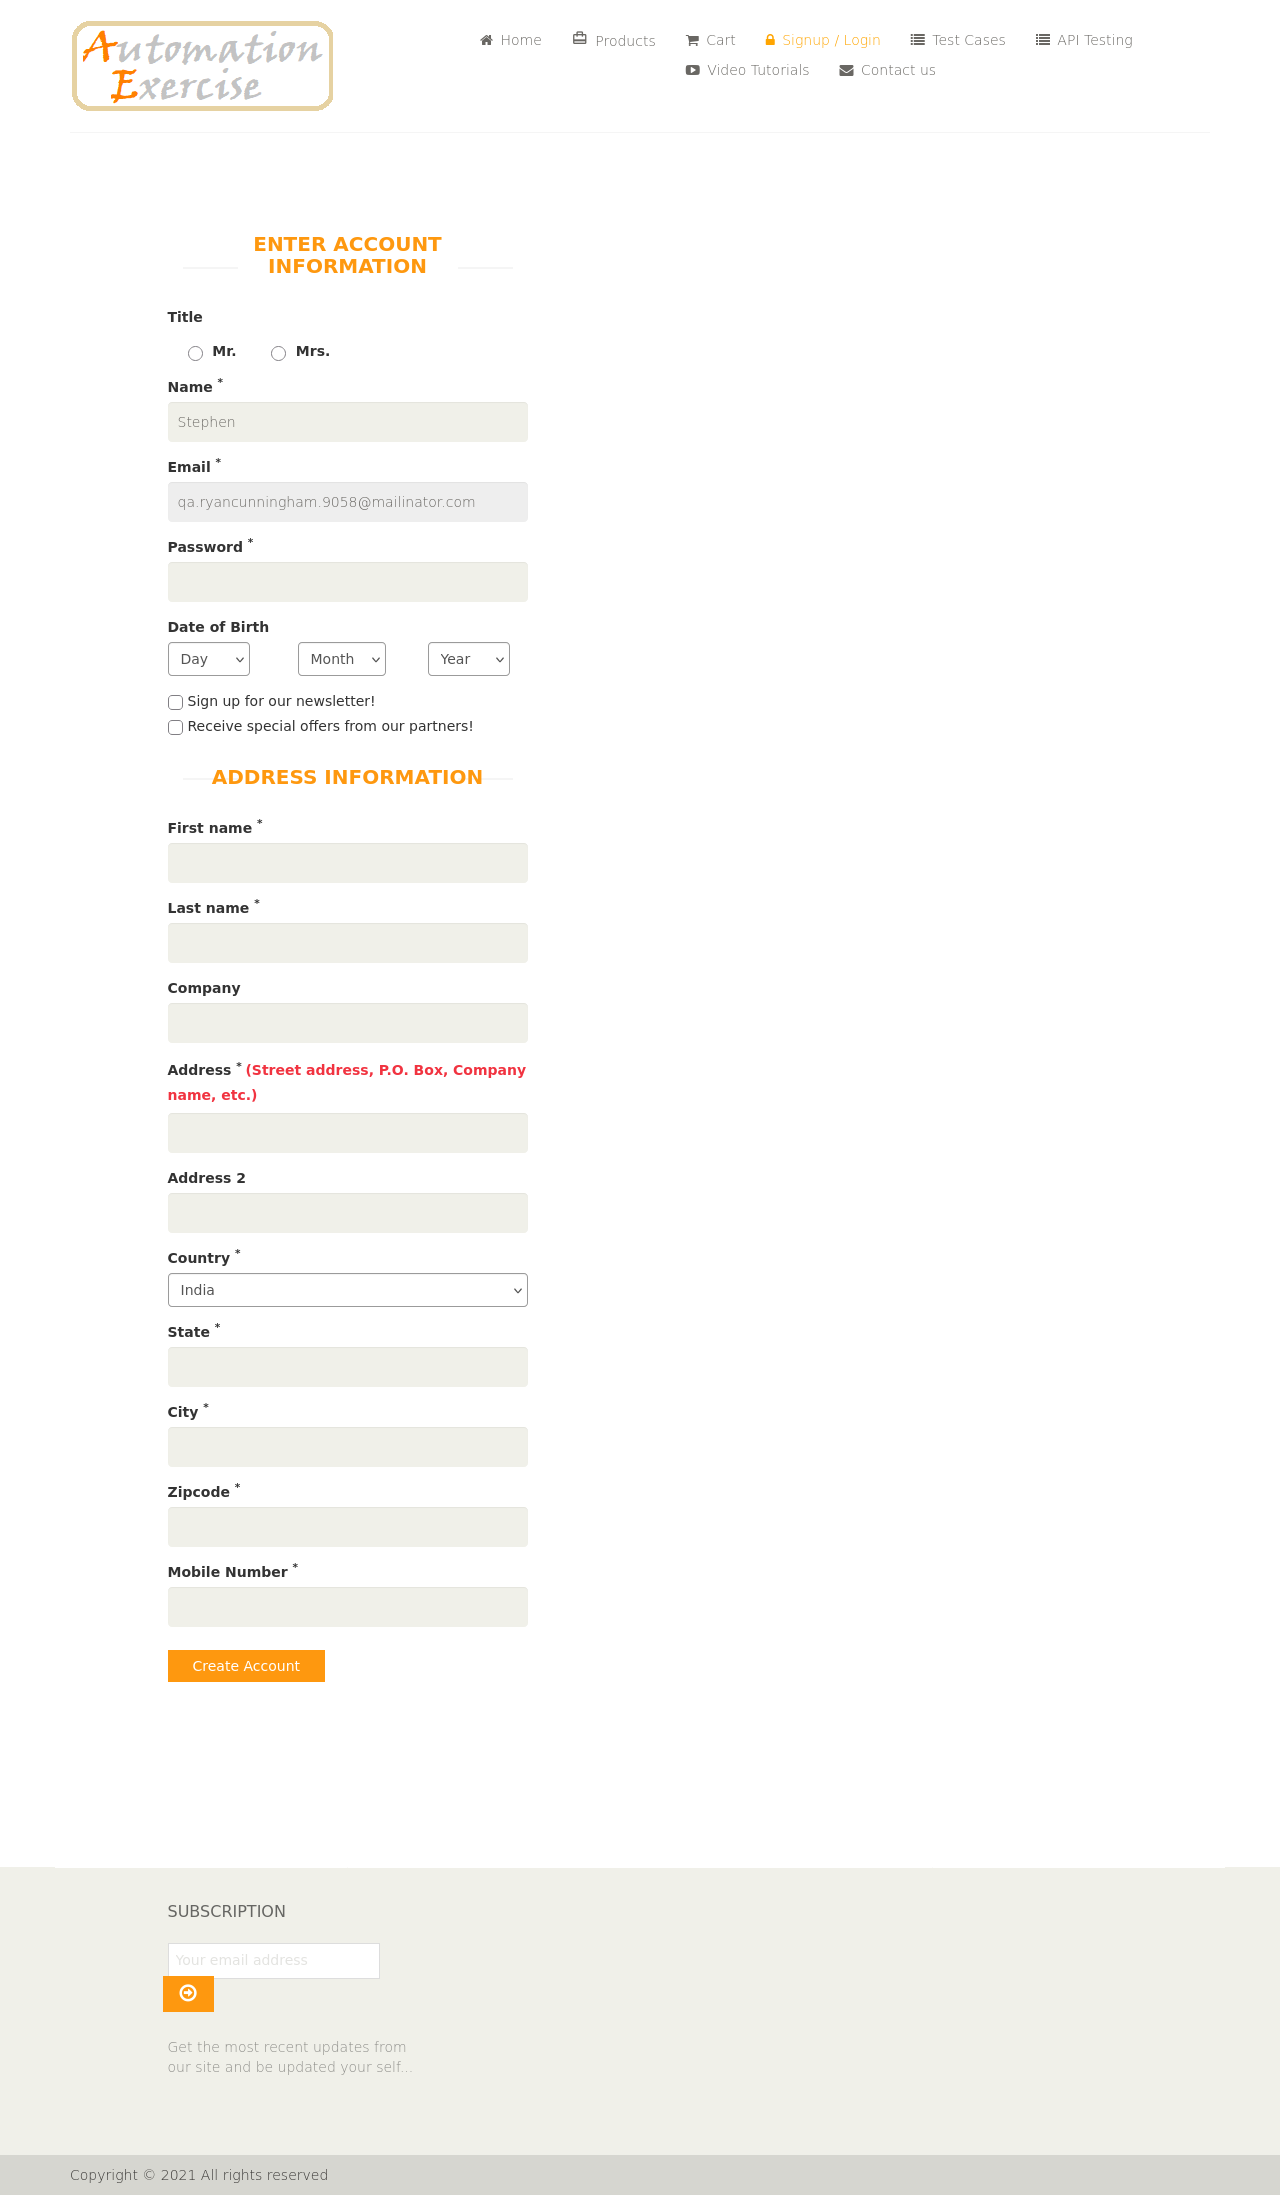 Automation
Exercise
Home Products Cart Signup / Login Test Cases API Testing
Video Tutorials Contact us
ENTER ACCOUNT
INFORMATION
Title
Mr. Mrs.
Name *
Stephen
Email *
qa.ryancunningham.9058@mailinator.com
Password *
Date of Birth
Day Month Year
Sign up for our newsletter!
Receive special offers from our partners!
ADDRESS INFORMATION
First name *
Last name *
Company
Address * (Street address, P.O. Box, Company
name, etc.)
Address 2
Country *
India
State *
City *
Zipcode *
Mobile Number *
Create Account
SUBSCRIPTION
Your email address
Get the most recent updates from
our site and be updated your self...
Copyright © 2021 All rights reserved